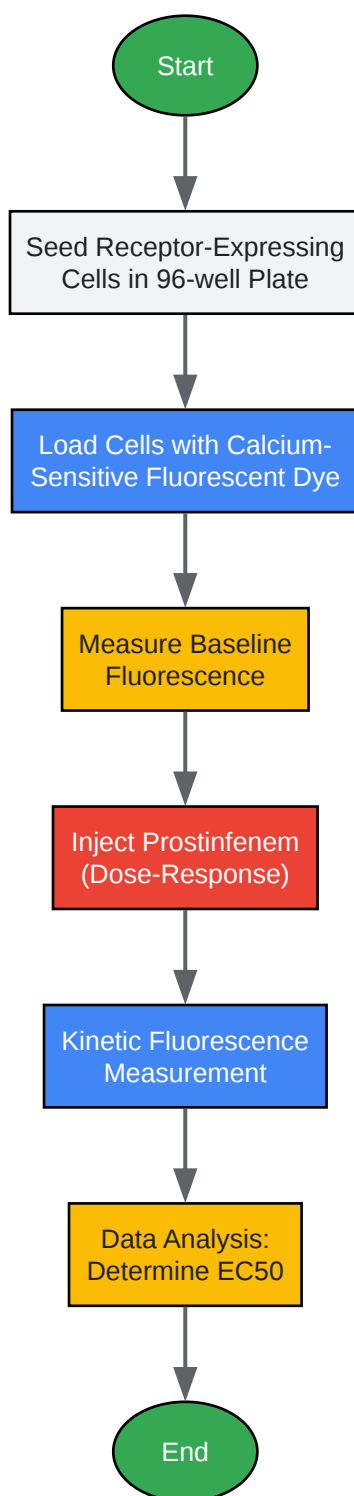 Start
Seed Receptor-Expressing
Cells in 96-well Plate
Load Cells with Calcium-
Sensitive Fluorescent Dye
Measure Baseline
Fluorescence
Inject Prostinfenem
(Dose-Response)
Kinetic Fluorescence
Measurement
Data Analysis:
Determine EC50
End